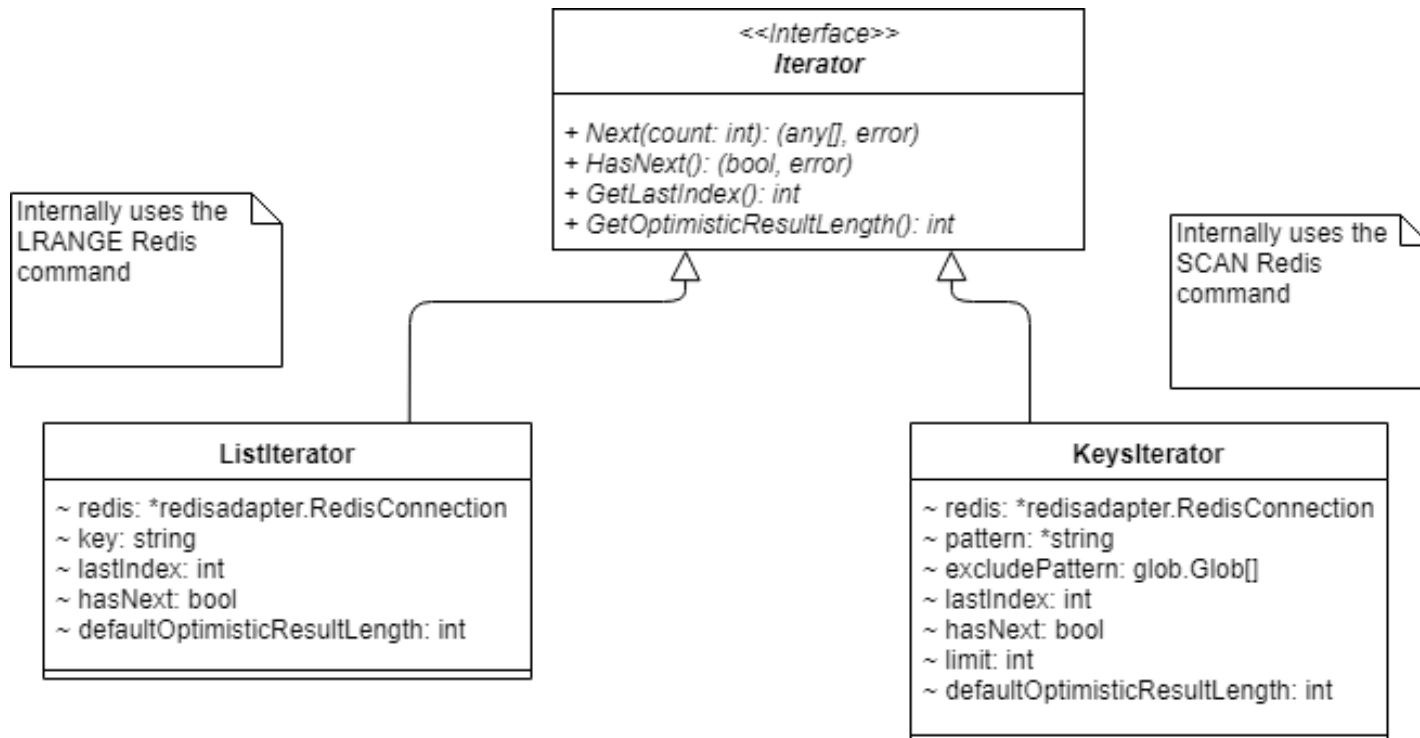 <<Interface>>
Iterator
+ Next(count: int): (any[], error)
+ HasNext(): (bool, error)
+ GetLastIndex(): int
+ GetOptimisticResultLength(): int
Internally uses the
LRANGE Redis
command
Internally uses the
SCAN Redis
command
ListIterator
~ redis: *redisadapter.RedisConnection
~ key: string
~ lastIndex: int
~ hasNext: bool
~ defaultOptimisticResultLength: int
KeysIterator
~ redis: *redisadapter.RedisConnection
~ pattern: *string
~ excludePattern: glob.Glob[]
~ lastIndex: int
~ hasNext: bool
~ limit: int
~ defaultOptimisticResultLength: int